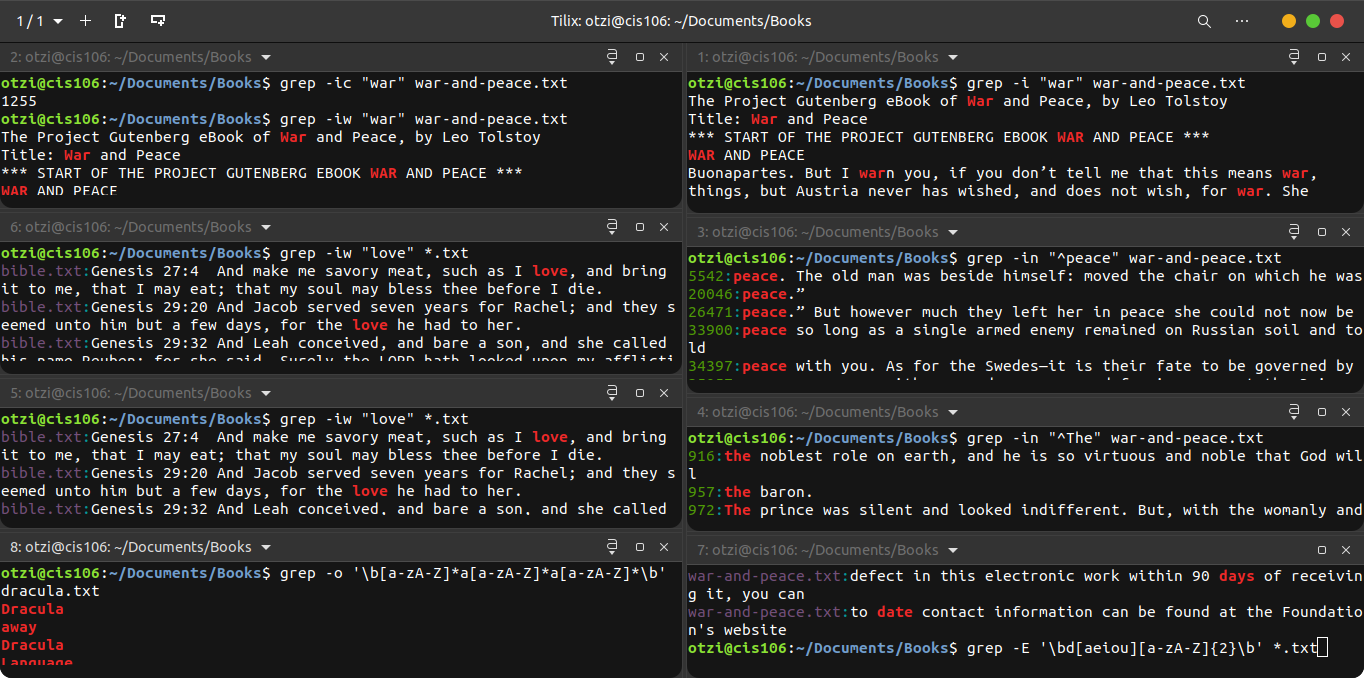 1 / 1
Tilix: otzi@cis106: ~/Documents/Books
2: otzi@cis106: ~/Documents/Books
otzi@cis106:~/Documents/Books$ grep -ic "war" war-and-peace.txt
1255
otzi@cis106:~/Documents/Books$ grep -iw "war" war-and-peace.txt
The Project Gutenberg eBook of War and Peace, by Leo Tolstoy
Title: War and Peace
*** START OF THE PROJECT GUTENBERG EBOOK WAR AND PEACE ***
WAR AND PEACE
1: otzi@cis106: ~/Documents/Books
otzi@cis106:~/Documents/Books$ grep -i "war" war-and-peace.txt
The Project Gutenberg eBook of War and Peace, by Leo Tolstoy
Title: War and Peace
*** START OF THE PROJECT GUTENBERG EBOOK WAR AND PEACE ***
WAR AND PEACE
Buonapartes. But I warn you, if you don’t tell me that this means war,
things, but Austria never has wished, and does not wish, for war. She
6: otzi@cis106: ~/Documents/Books
otzi@cis106:~/Documents/Books$ grep -iw "love" *.txt
bible.txt:Genesis 27:4  And make me savory meat, such as I love, and bring
it to me, that I may eat; that my soul may bless thee before I die.
bible.txt:Genesis 29:20 And Jacob served seven years for Rachel; and they s
eemed unto him but a few days, for the love he had to her.
bible.txt:Genesis 29:32 And Leah conceived, and bare a son, and she called
his name Reuben: for she said, Surely the LORD hath looked upon my afflicti
3: otzi@cis106: ~/Documents/Books
otzi@cis106:~/Documents/Books$ grep -in "^peace" war-and-peace.txt
5542:peace. The old man was beside himself: moved the chair on which he was
20046:peace.”
26471:peace.” But however much they left her in peace she could not now be
33900:peace so long as a single armed enemy remained on Russian soil and to
ld
34397:peace with you. As for the Swedes—it is their fate to be governed by
5: otzi@cis106: ~/Documents/Books
otzi@cis106:~/Documents/Books$ grep -iw "love" *.txt
bible.txt:Genesis 27:4  And make me savory meat, such as I love, and bring
it to me, that I may eat; that my soul may bless thee before I die.
bible.txt:Genesis 29:20 And Jacob served seven years for Rachel; and they s
eemed unto him but a few days, for the love he had to her.
bible.txt:Genesis 29:32 And Leah conceived, and bare a son, and she called
4: otzi@cis106: ~/Documents/Books
otzi@cis106:~/Documents/Books$ grep -in "^The" war-and-peace.txt
916:the noblest role on earth, and he is so virtuous and noble that God wil
l
957:the baron.
972:The prince was silent and looked indifferent. But, with the womanly and
8: otzi@cis106: ~/Documents/Books
otzi@cis106:~/Documents/Books$ grep -o '\b[a-zA-Z]*a[a-zA-Z]*a[a-zA-Z]*\b'
dracula.txt
Dracula
away
Dracula
Language
7: otzi@cis106: ~/Documents/Books
war-and-peace.txt:defect in this electronic work within 90 days of receivin
g it, you can
war-and-peace.txt:to date contact information can be found at the Foundatio
n's website
otzi@cis106:~/Documents/Books$ grep -E '\bd[aeiou][a-zA-Z]{2}\b' *.txt